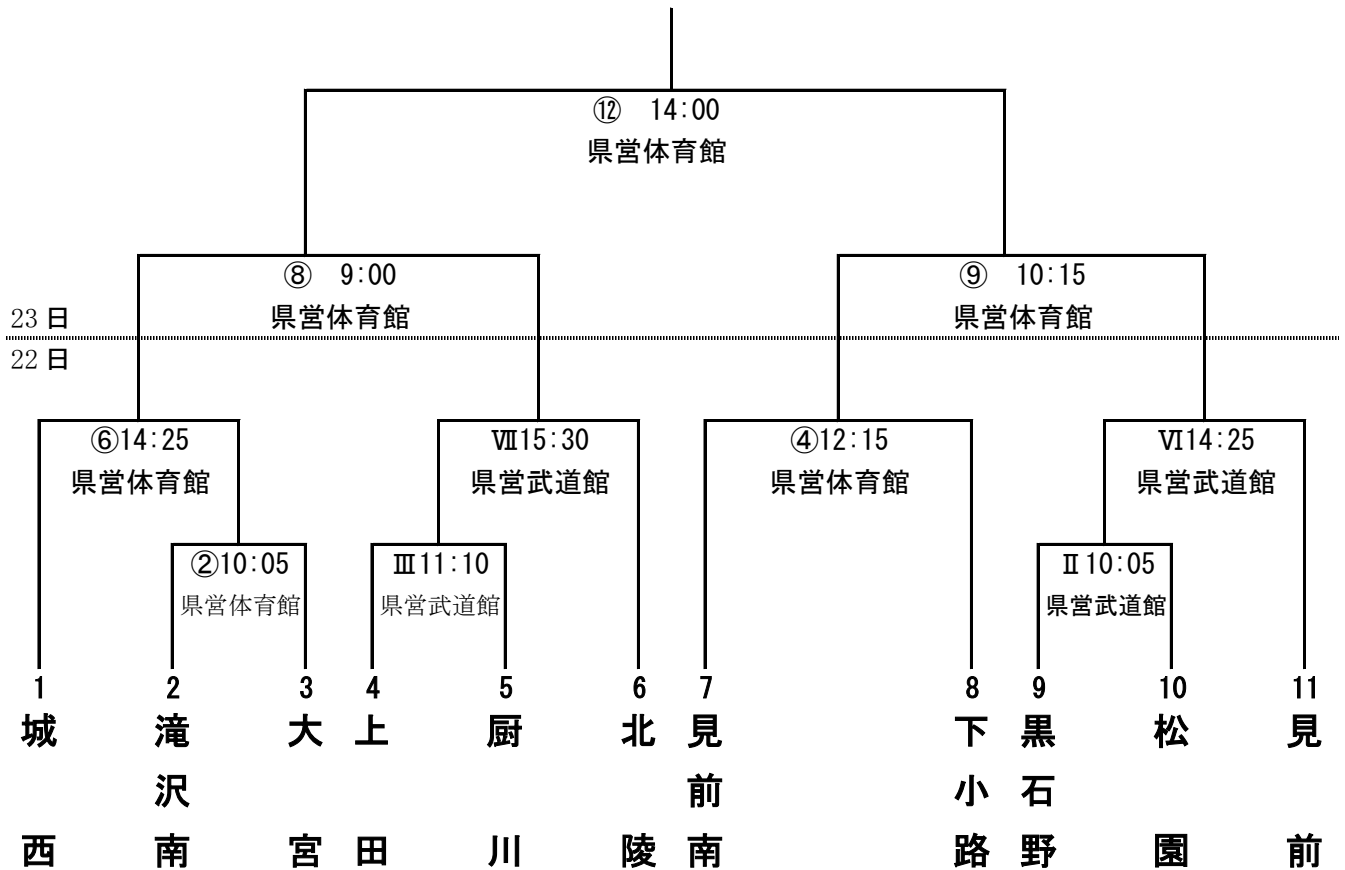 ⑫ 14:00
県営体育館
⑧ 9:00
県営体育館
⑨ 10:15
県営体育館
23 日
22 日
⑥14:25
県営体育館
Ⅶ15:30
県営武道館
④12:15
県営体育館
Ⅵ14:25
県営武道館
②10:05
県営体育館
Ⅲ11:10
県営武道館
Ⅱ10:05
県営武道館
1
城西
2
滝沢南
3
大宮
4
上田
5
厨川
6
北陵
7
見前南
8
下小路
9
黒石野
10
松園
11
見前